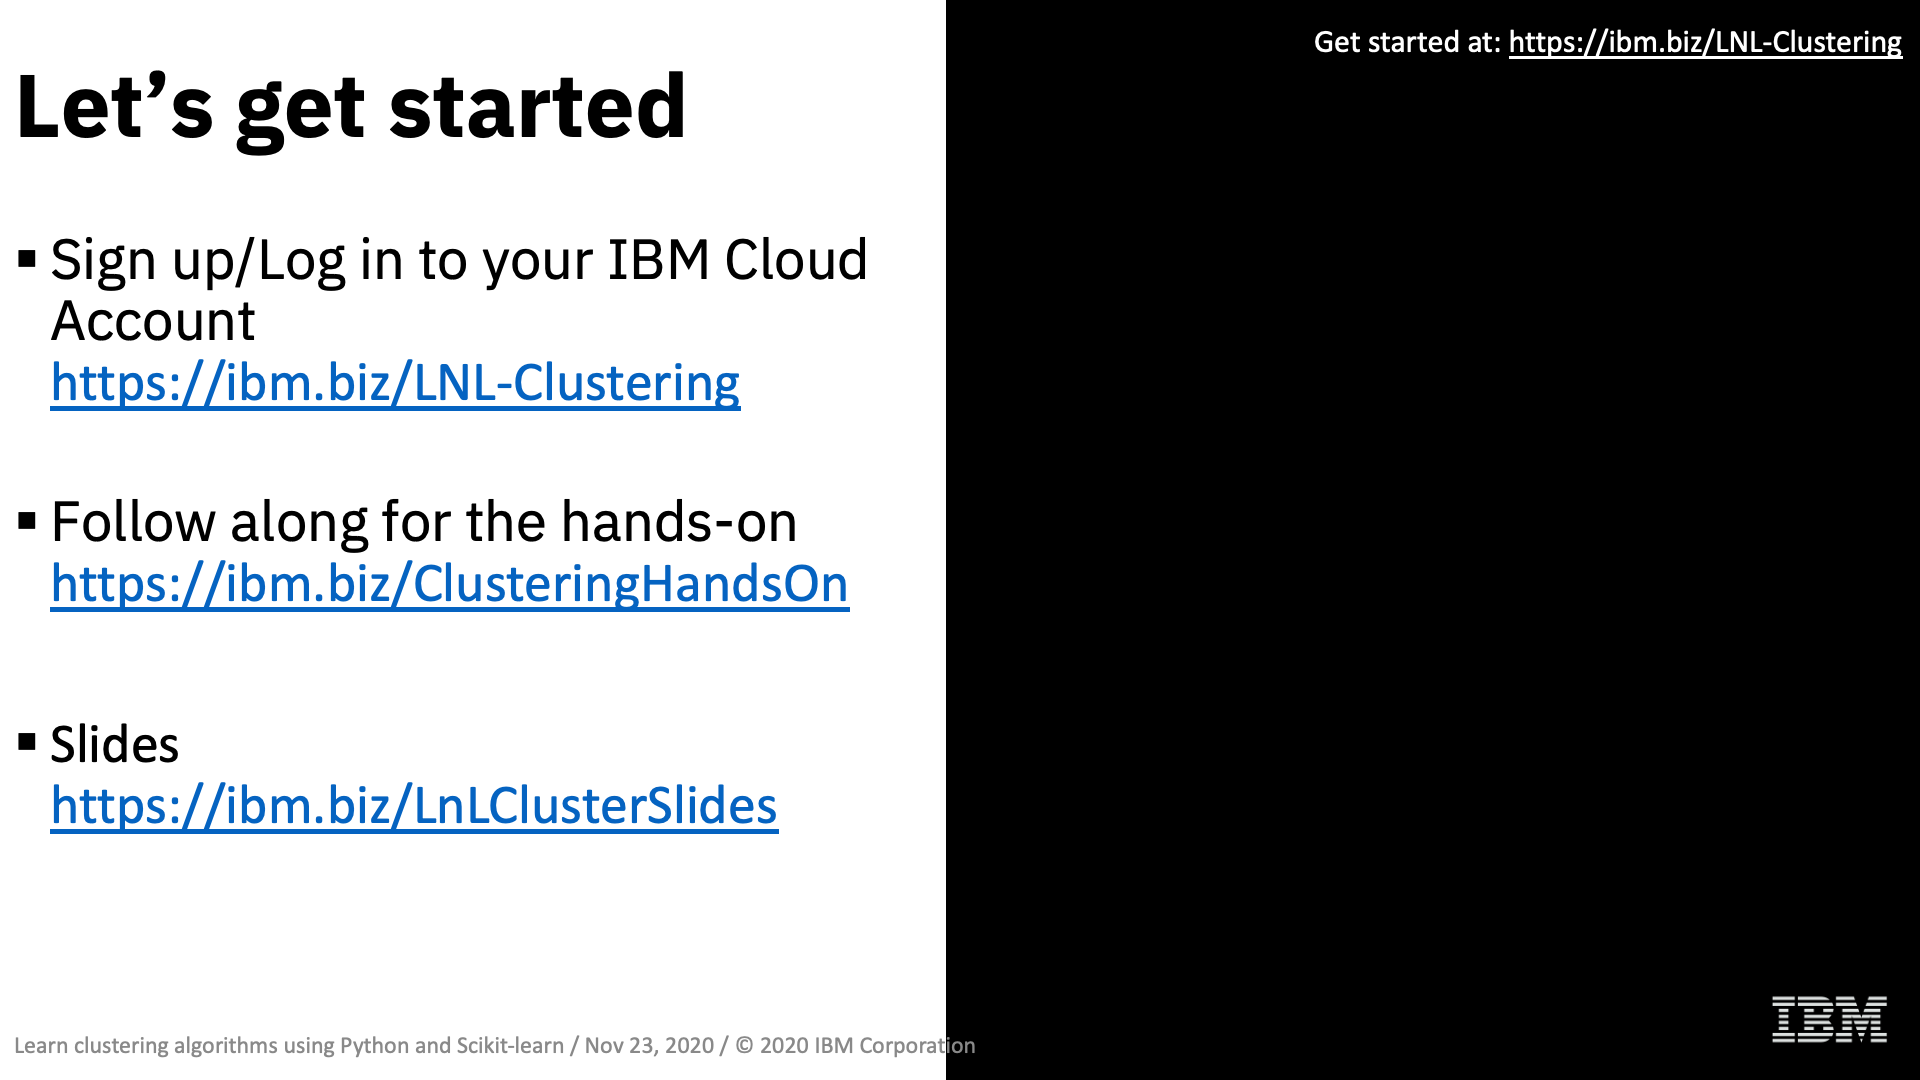 Get started at: https://ibm.biz/LNL-Clustering
Let’s get started
▪ Sign up/Log in to your IBM Cloud
Account
https://ibm.biz/LNL-Clustering
▪ Follow along for the hands-on
https://ibm.biz/ClusteringHandsOn
▪ Slides
https://ibm.biz/LnLClusterSlides
Learn clustering algorithms using Python and Scikit-learn / Nov 23, 2020 / © 2020 IBM Corporation
IBM